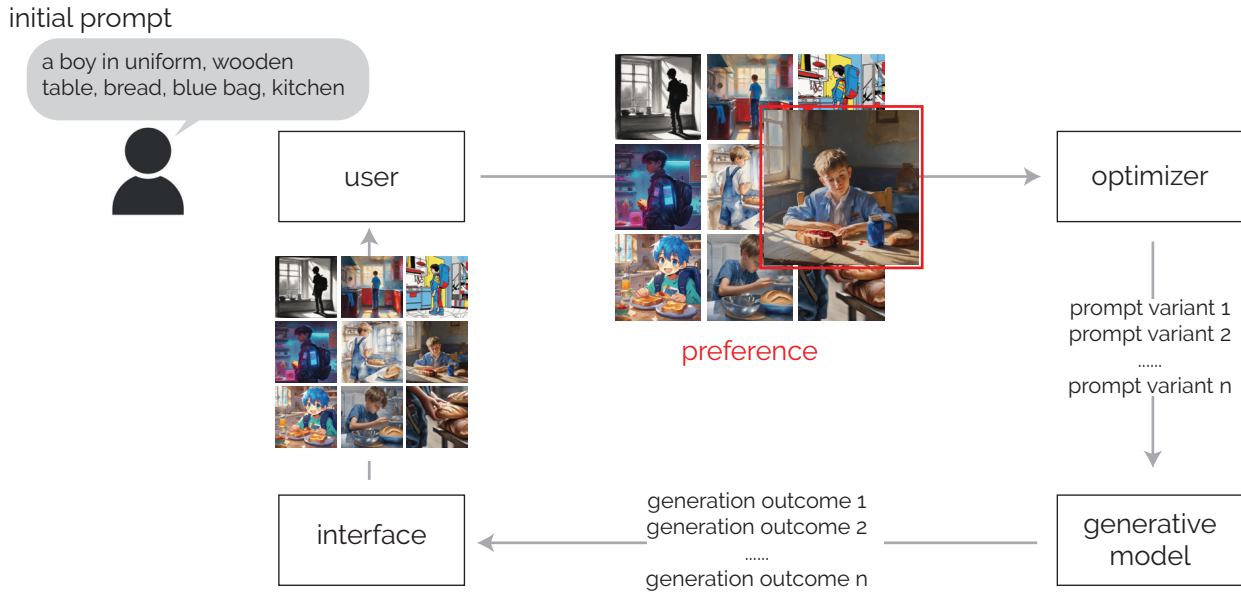 initial prompt
a boy in uniform, wooden
table, bread, blue bag, kitchen
user
optimizer
preference
prompt variant 1
prompt variant 2
......
prompt variant n
interface
generation outcome 1
generation outcome 2
......
generation outcome n
generative
model